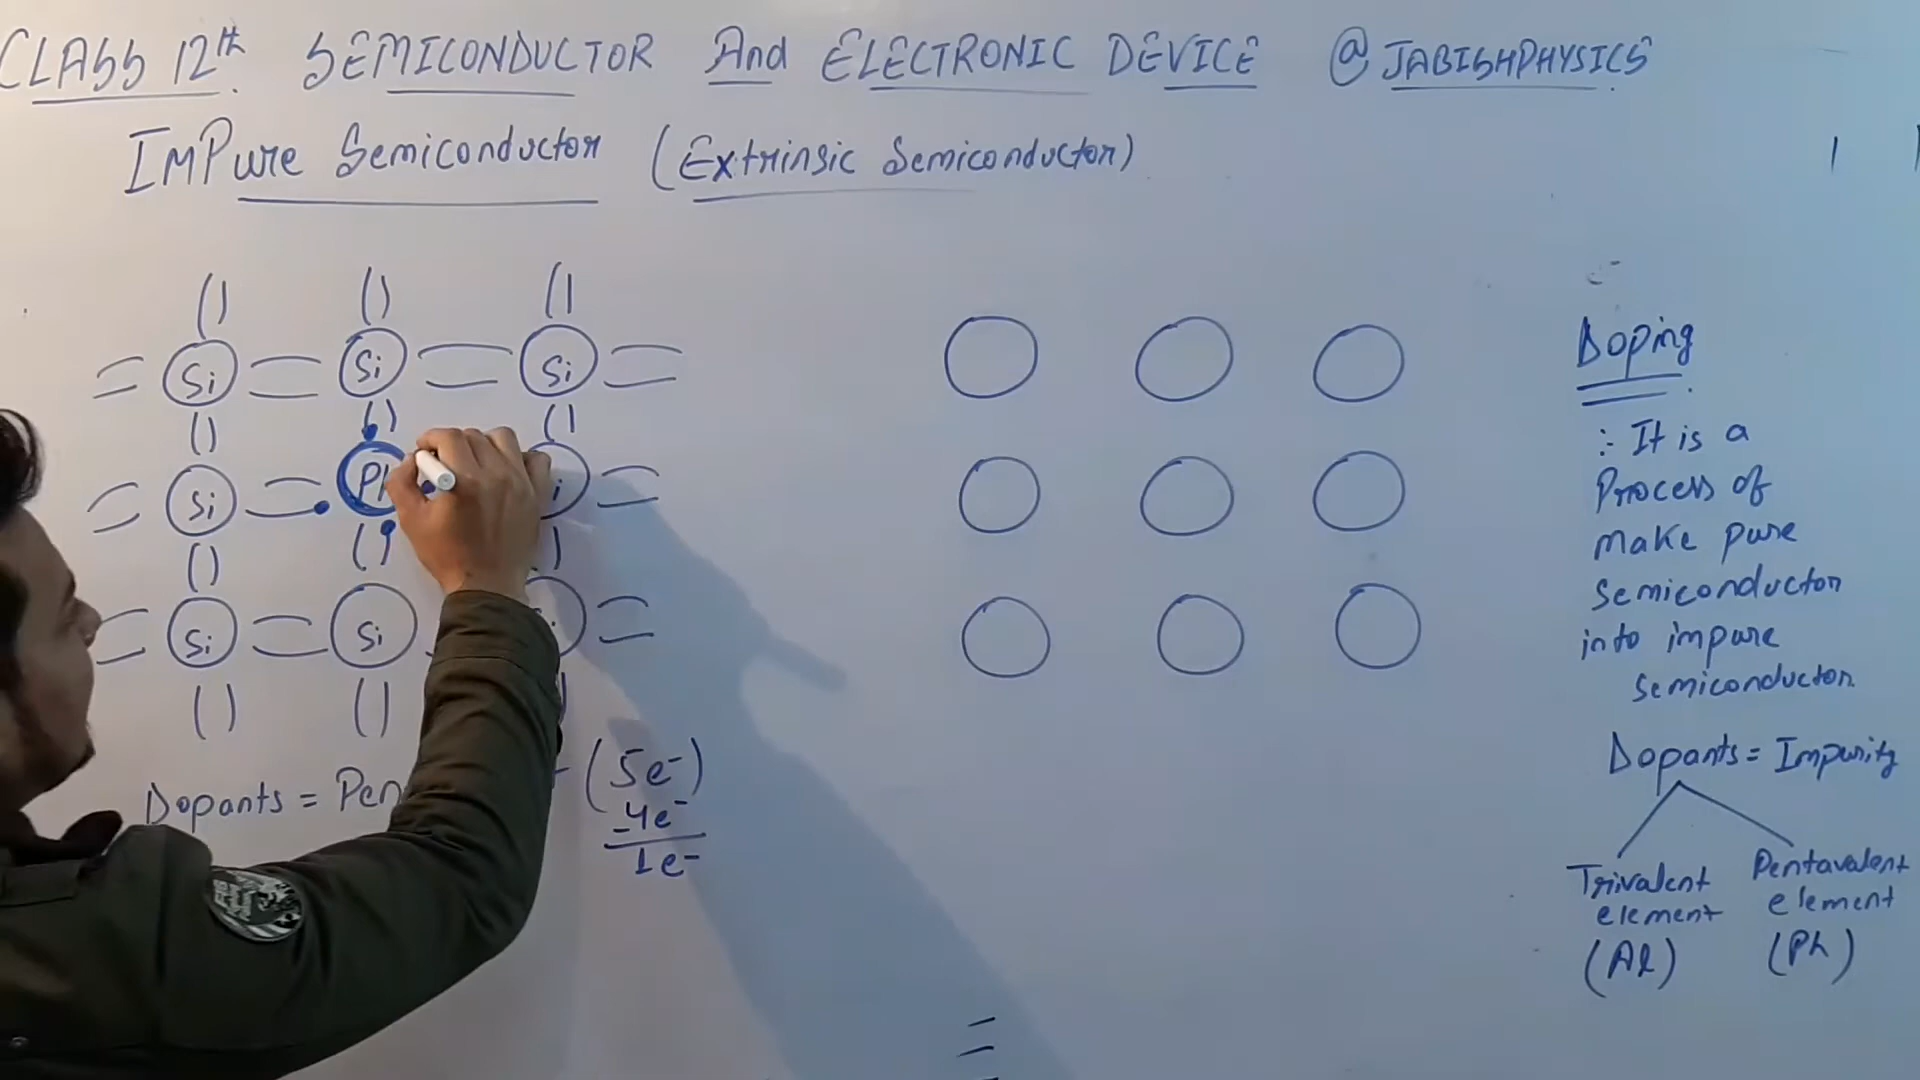 CLASS 12th SEMICONDUCTOR And ELECTRONIC DEVICE @JABISHPHYSICS
ImPure Semiconductor (Extrinsic Semiconductor)
Si Si Si
Si
Si Si
Dopants =
(5e-)
-4e-
1e-
Doping
: It is a
Process of
make pure
semiconductor
into impure
semiconductor.
Dopants = Impurity
Trivalent element (Al)
Pentavalent element (Ph)